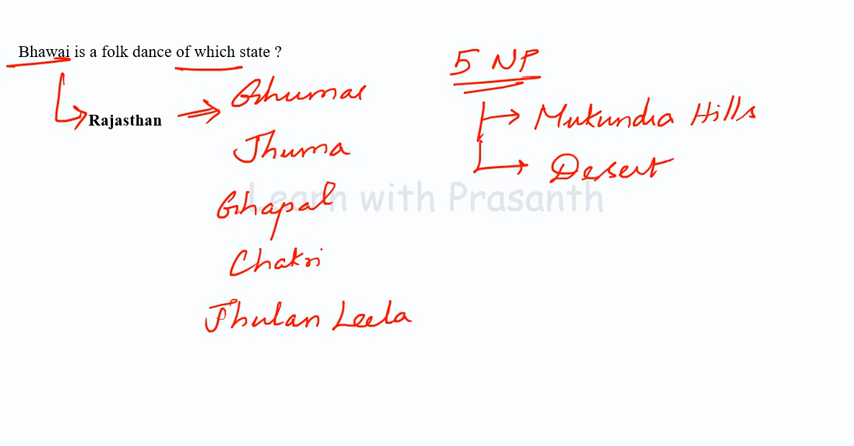 Bhawai is a folk dance of which state ?
Rajasthan
Ghumar
Jhuma
Ghapal
Chakri
Jhulan Leela
5 NP
Mukundra Hills
Desert
Learn with Prasanth